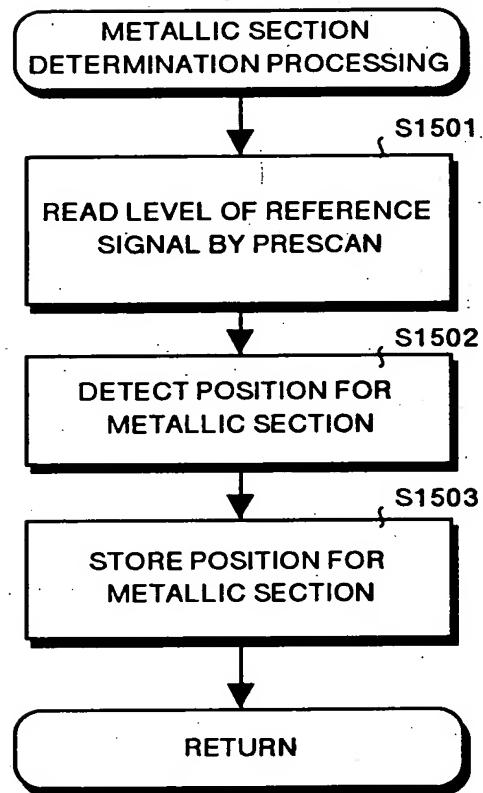 METALLIC SECTION
DETERMINATION PROCESSING
S1501
READ LEVEL OF REFERENCE
SIGNAL BY PRESCAN
S1502
DETECT POSITION FOR
METALLIC SECTION
S1503
STORE POSITION FOR
METALLIC SECTION
RETURN